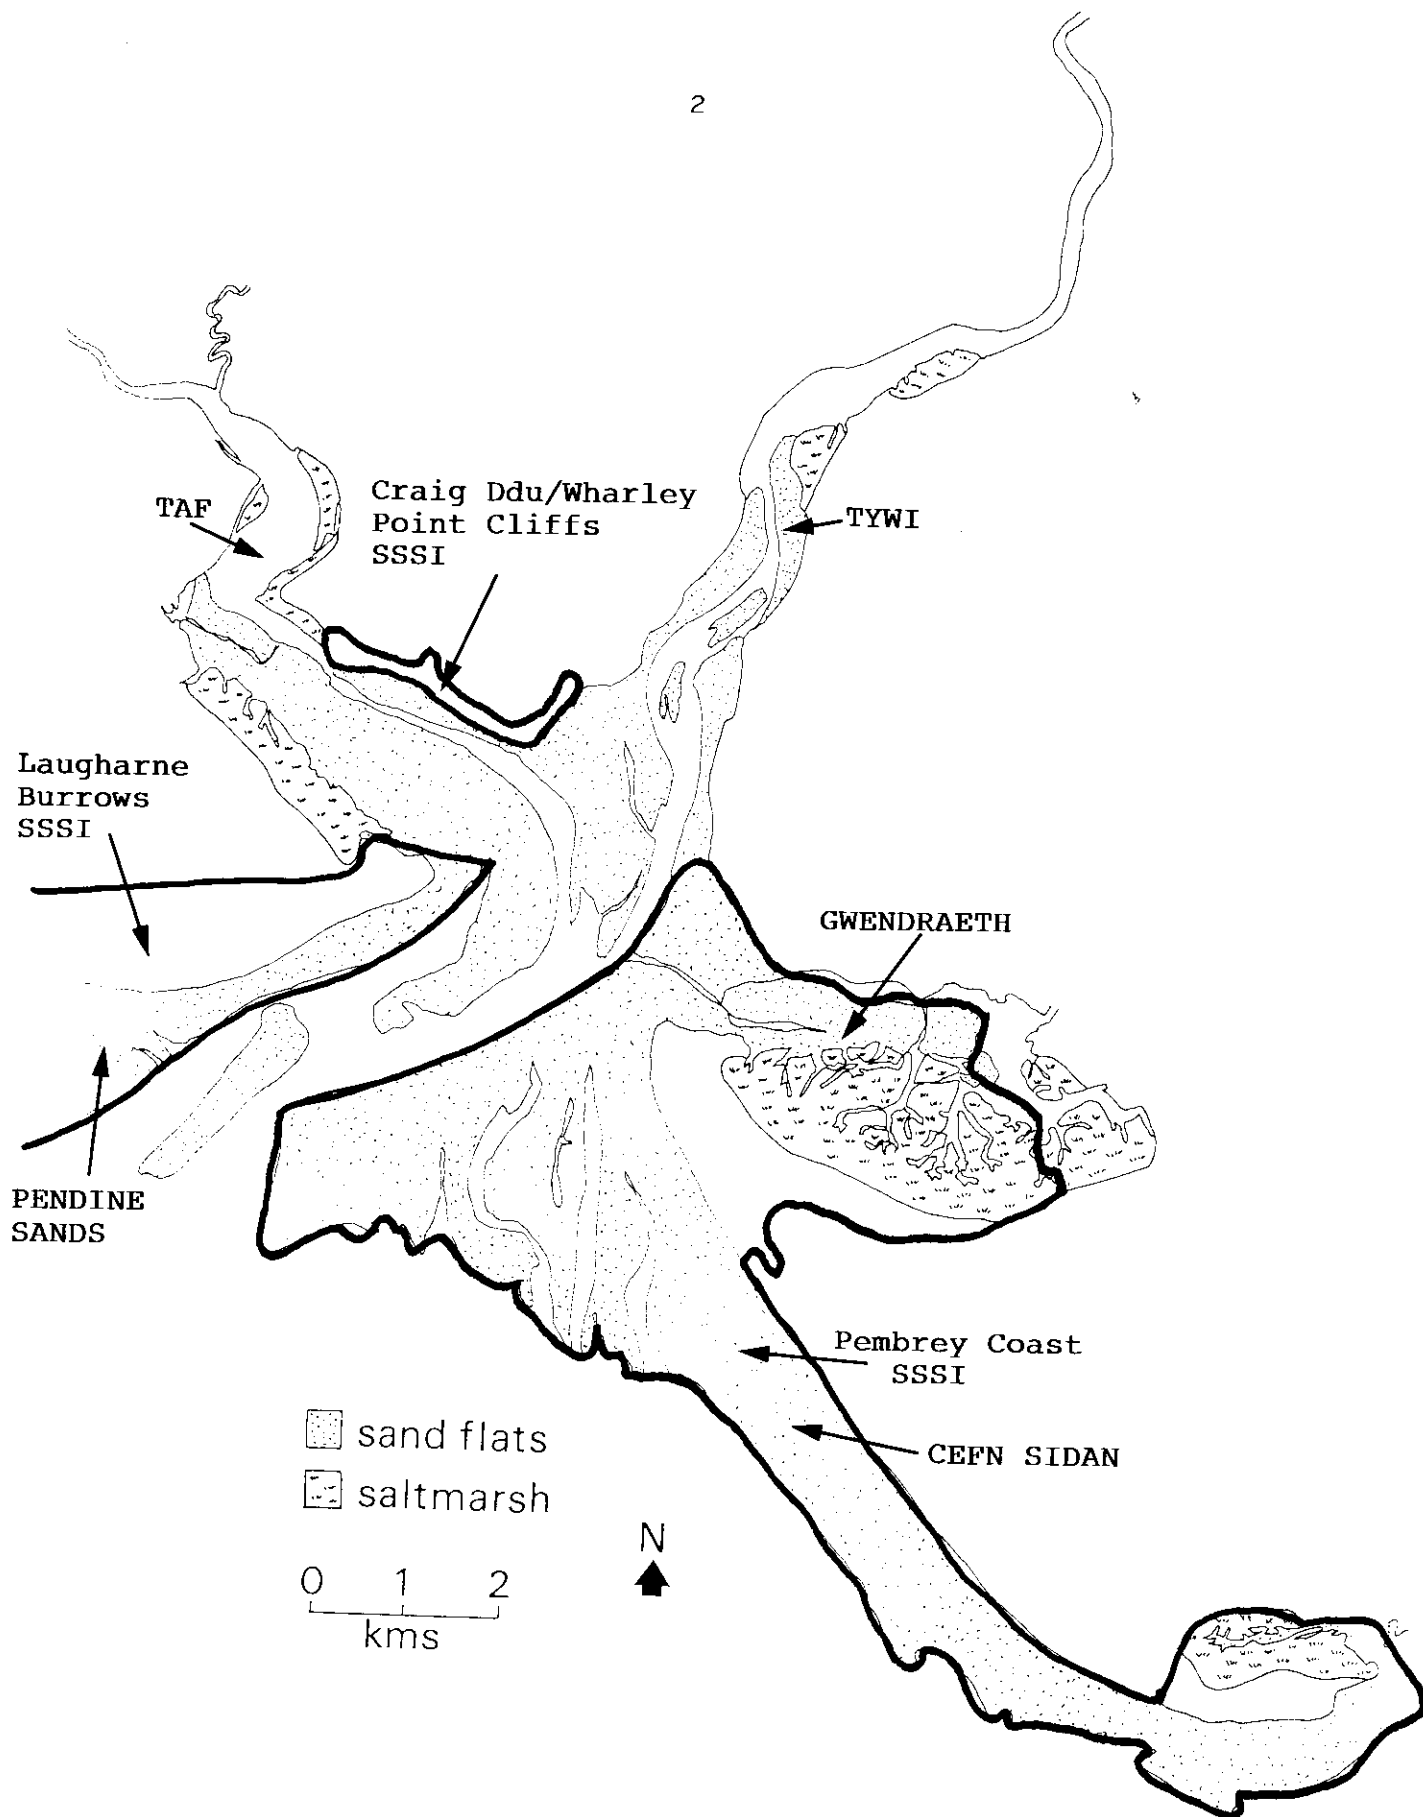 2
TAF
Craig Ddu/Wharley
Point Cliffs
SSSI
TYWI
Laugharne
Burrows
SSSI
GWENDRAETH
PENDINE
SANDS
Pembrey Coast
SSSI
CEFN SIDAN
sand flats
saltmarsh
N
0 1 2
kms